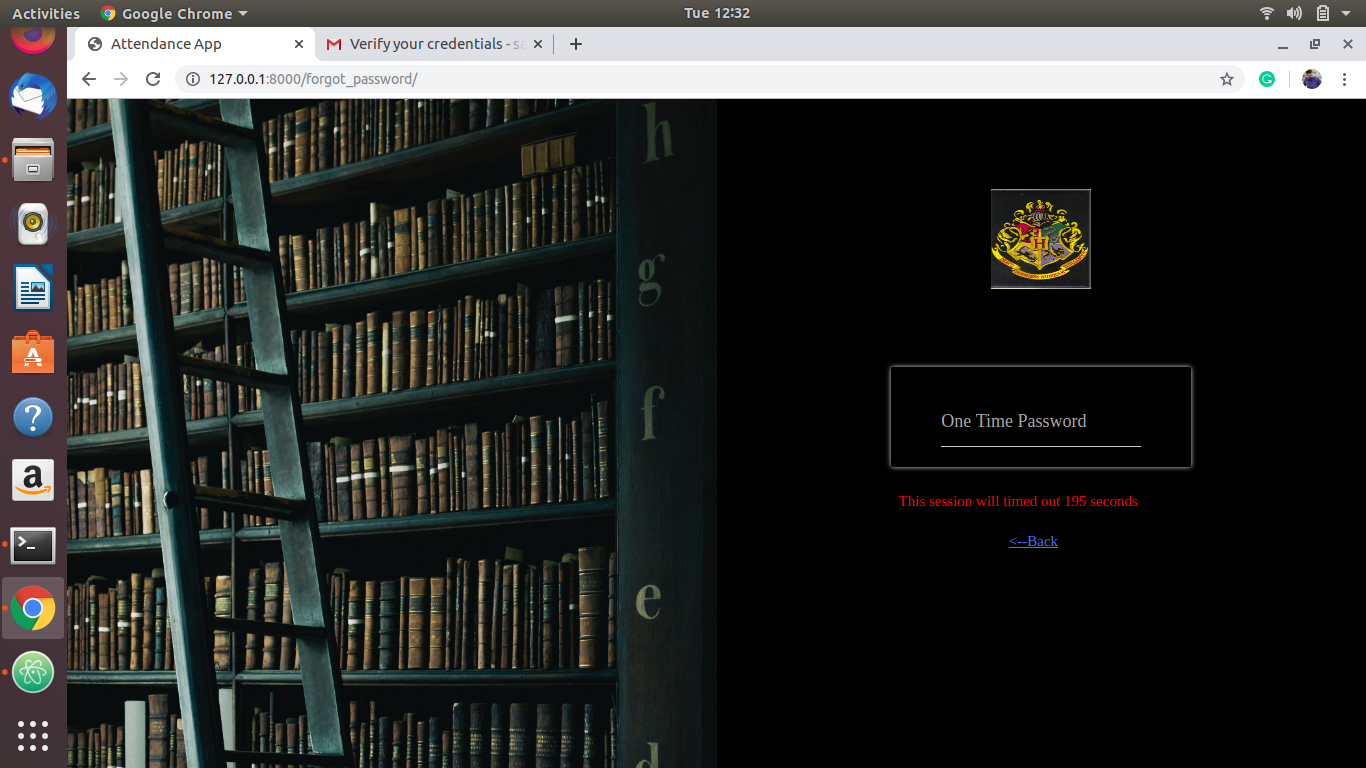 Activities
Google Chrome
Tue 12:32
Attendance App
Verify your credentials - sa
127.0.0.1:8000/forgot_password/
h
g
f
e
d
H
One Time Password
This session will timed out 195 seconds
<--Back